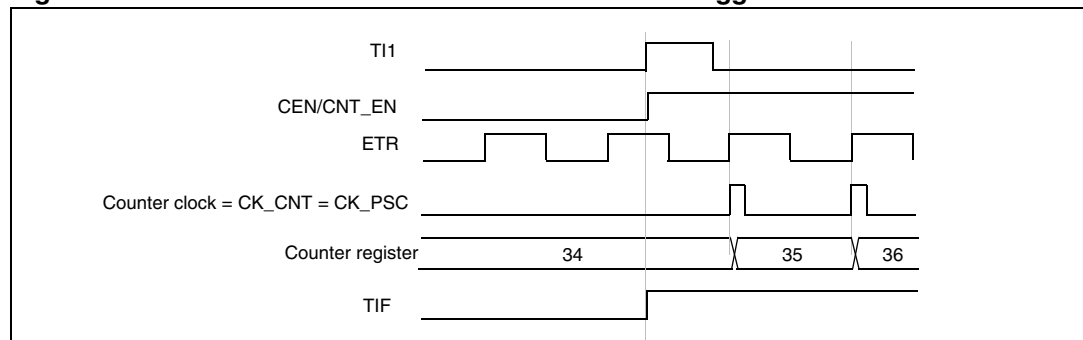 TI1
CEN/CNT_EN
ETR
Counter clock = CK_CNT = CK_PSC
Counter register
34
35
36
TIF